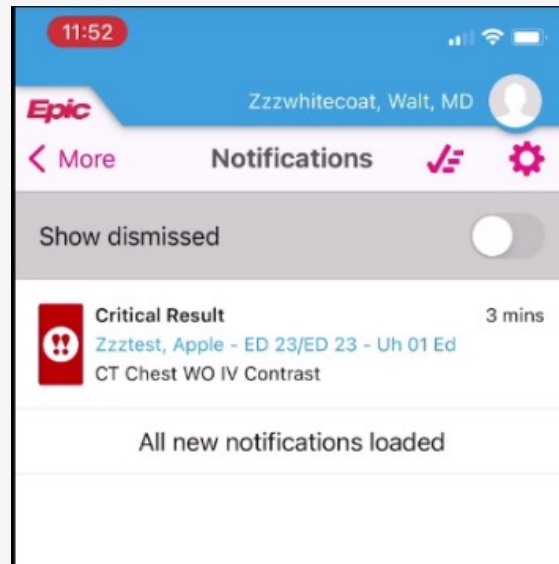 11:52
Epic
Zzzwhitecoat, Walt, MD
More
Notifications
Show dismissed
Critical Result
3 mins
Zzztest, Apple - ED 23/ED 23 - Uh 01 Ed
CT Chest WO IV Contrast
All new notifications loaded